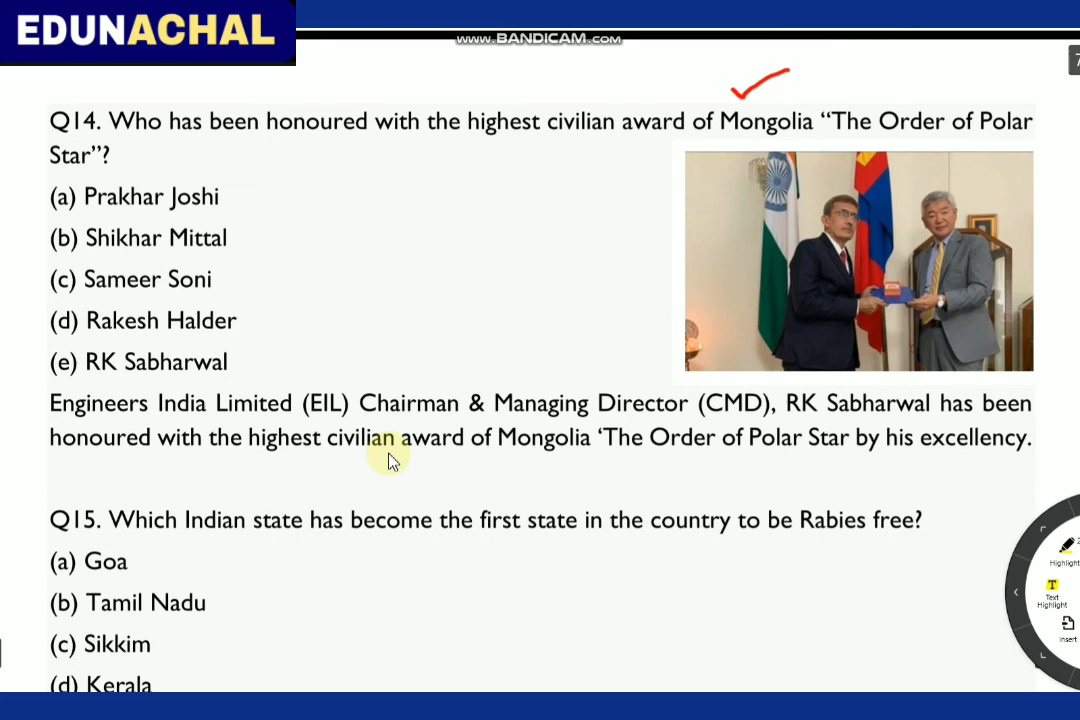 EDUNACHAL
www.BANDICAM.com
7
Q14. Who has been honoured with the highest civilian award of Mongolia “The Order of Polar
Star”?
(a) Prakhar Joshi
(b) Shikhar Mittal
(c) Sameer Soni
(d) Rakesh Halder
(e) RK Sabharwal
Engineers India Limited (EIL) Chairman & Managing Director (CMD), RK Sabharwal has been
honoured with the highest civilian award of Mongolia ‘The Order of Polar Star by his excellency.
Q15. Which Indian state has become the first state in the country to be Rabies free?
(a) Goa
(b) Tamil Nadu
(c) Sikkim
(d) Kerala
2
Highlight
T
Text
Highlight
Insert